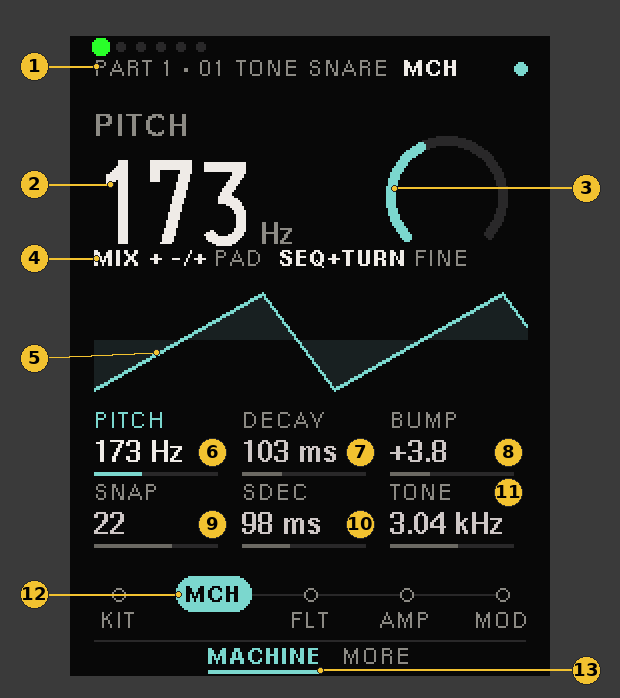 1 PART 1 · 01 TONE SNARE MCH
PITCH
2 173 Hz 3
4 MIX + -/+ PAD SEQ+TURN FINE
5
PITCH DECAY BUMP
173 Hz 6 103 ms 7 +3.8 8
SNAP SDEC TONE 11
22 9 98 ms 10 3.04 kHz
12 MCH
KIT FLT AMP MOD
MACHINE MORE 13